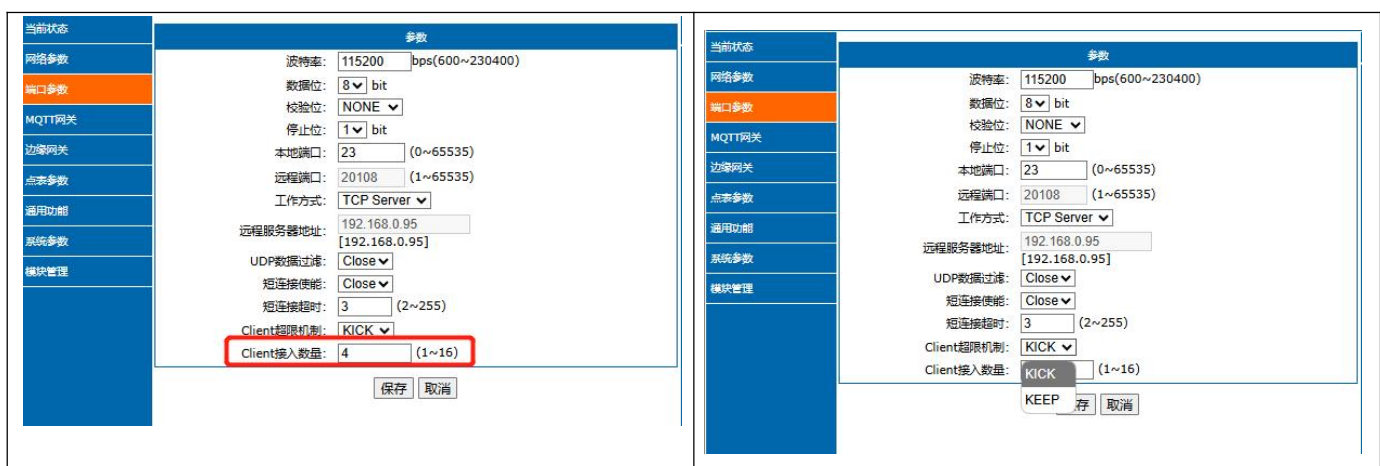 当前状态
网络参数
端口参数
MQTT网关
边缘网关
点表参数
通用功能
系统参数
模块管理
参数
波特率: 115200 bps(600~230400)
数据位: 8 bit
校验位: NONE
停止位: 1 bit
本地端口: 23 (0~65535)
远程端口: 20108 (1~65535)
工作方式: TCP Server
远程服务器地址: 192.168.0.95
[192.168.0.95]
UDP数据过滤: Close
短连接使能: Close
短连接超时: 3 (2~255)
Client超限机制: KICK
Client接入数量: 4 (1~16)
保存 取消
当前状态
网络参数
端口参数
MQTT网关
边缘网关
点表参数
通用功能
系统参数
模块管理
参数
波特率: 115200 bps(600~230400)
数据位: 8 bit
校验位: NONE
停止位: 1 bit
本地端口: 23 (0~65535)
远程端口: 20108 (1~65535)
工作方式: TCP Server
远程服务器地址: 192.168.0.95
[192.168.0.95]
UDP数据过滤: Close
短连接使能: Close
短连接超时: 3 (2~255)
Client超限机制: KICK
Client接入数量: (1~16)
KICK
KEEP
存 取消